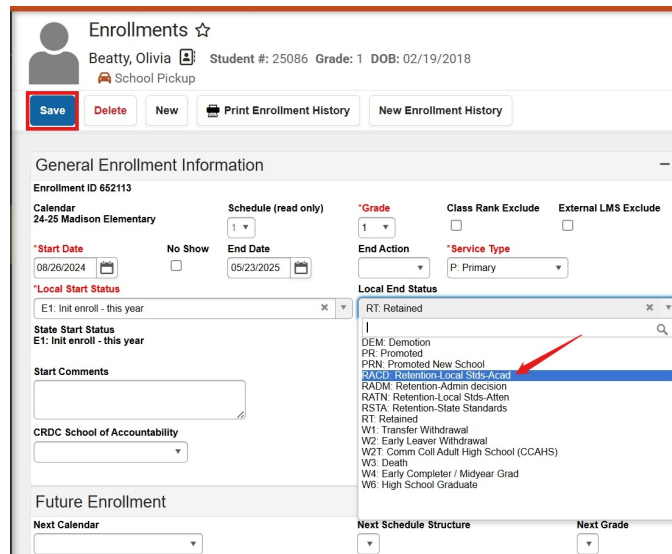 Enrollments
Beatty, Olivia Student #: 25086 Grade: 1 DOB: 02/19/2018
School Pickup
Save Delete New Print Enrollment History New Enrollment History
General Enrollment Information
Enrollment ID 652113
Calendar Schedule (read only) *Grade Class Rank Exclude External LMS Exclude
24-25 Madison Elementary
1 1
*Start Date No Show End Date End Action *Service Type
08/26/2024 05/23/2025 P: Primary
*Local Start Status Local End Status
E1: Init enroll - this year RT: Retained
State Start Status
E1: Init enroll - this year
Start Comments
CRDC School of Accountability
DEM: Demotion
PR: Promoted
PRN: Promoted New School
RACD: Retention-Local Stds-Acad
RADM: Retention-Admin decision
RATN: Retention-Local Stds-Atten
RSTA: Retention-State Standards
RT: Retained
W1: Transfer Withdrawal
W2: Early Leaver Withdrawal
W2T: Comm Coll Adult High School (CCAHS)
W3: Death
W4: Early Completer / Midyear Grad
W6: High School Graduate
Future Enrollment
Next Calendar Next Schedule Structure Next Grade